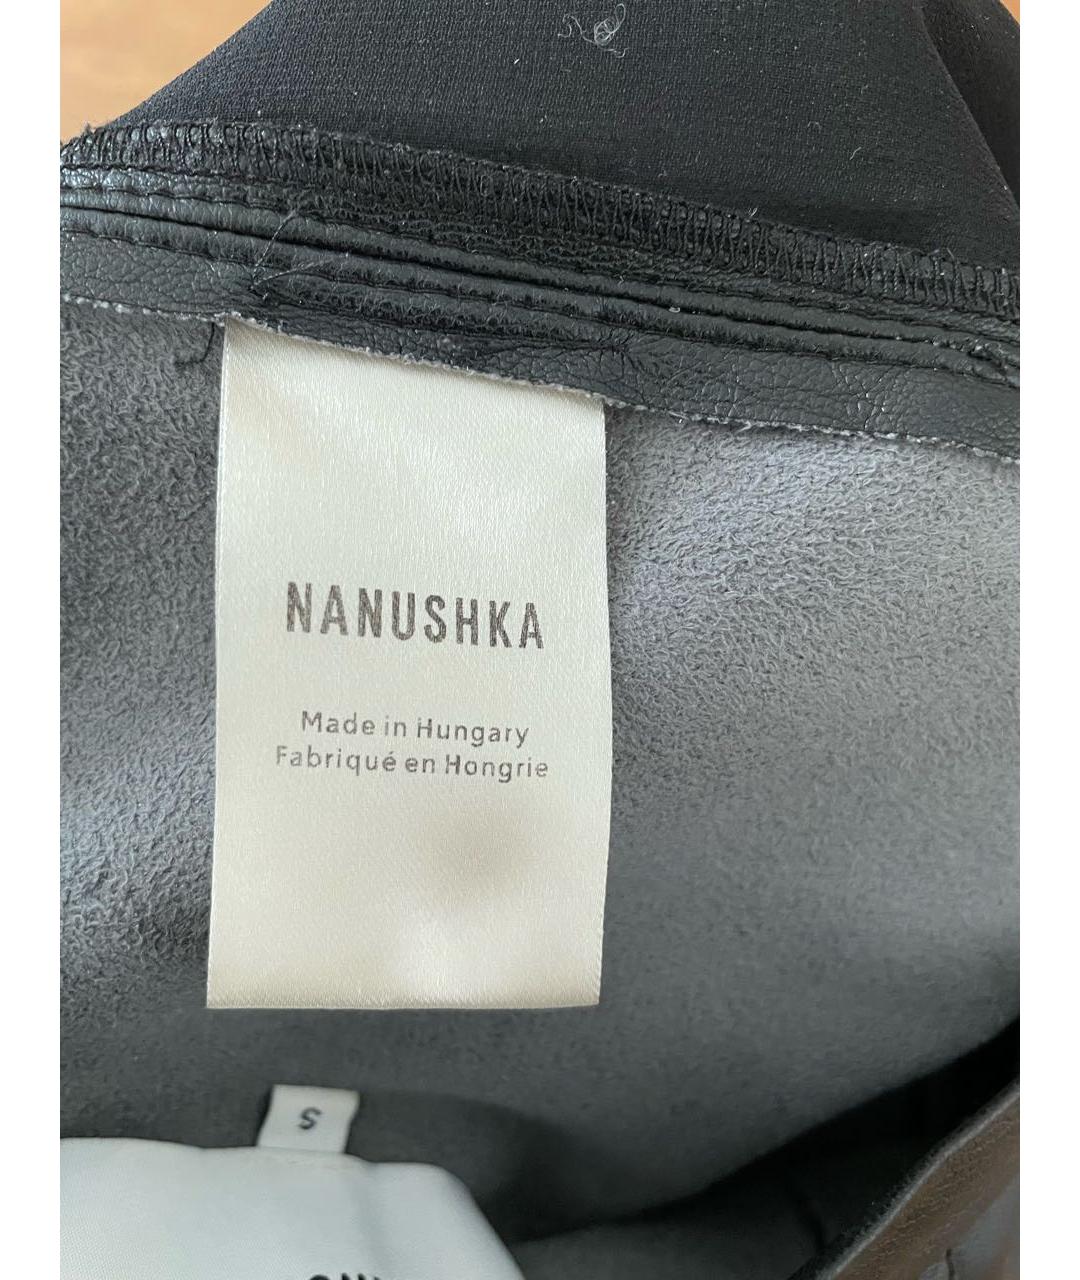 NANUSHKA
Made in Hungary
Fabriqué en Hongrie
S